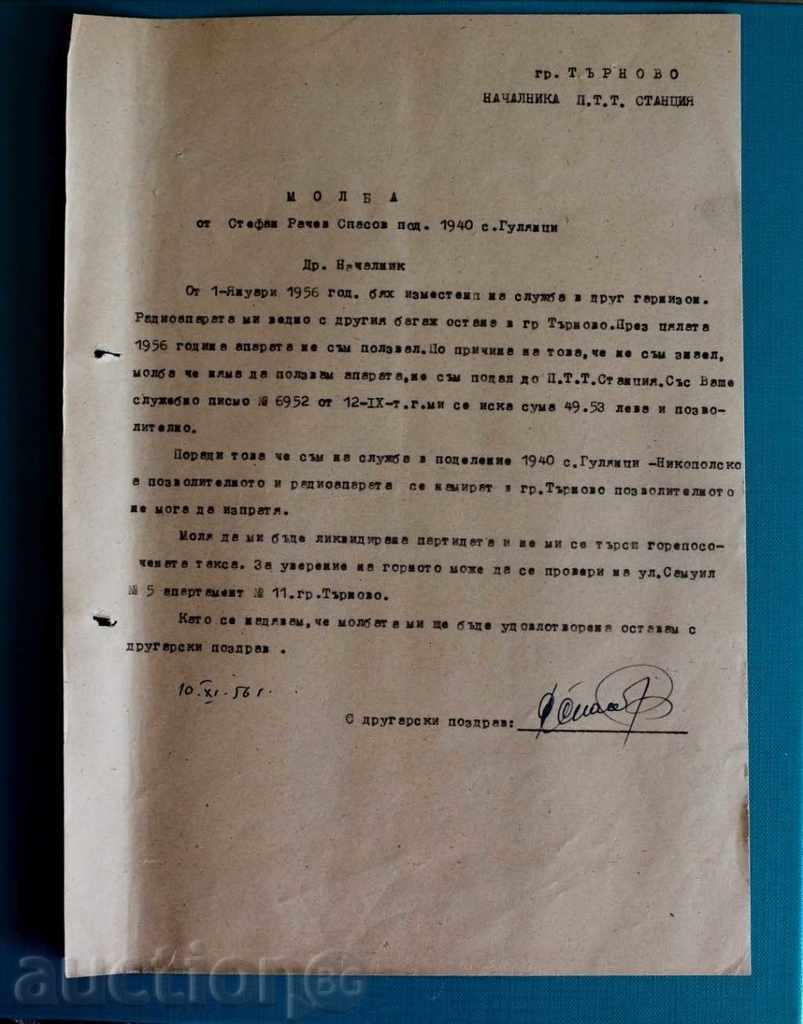 гр. Т Ъ Р Н О В О
НАЧАЛНИКА П.Т.Т. СТАНЦИЯ
М О Л Б А
от Стефан Рачев Спасов под. 1940 с.Гулянци
Др. Началник
От 1-Януари 1956 год. бях изместена на служба в друг гарнизон.
Радиоапарата ми ведно с другия багаж остана в гр Търново.През цялата
1956 година апарата не съм ползвал.По причина на това, че не съм знаел,
молба че няма да ползвам апарата,не съм подал до П.Т.Т.Станция.Със Ваше
служебно писмо № 6952 от 12-IX-т.г.ми се иска сума 49.53 лева и позво-
лително.
Поради това че съм на служба в поделение 1940 с.Гулянци -Никополско
а позволителното и радиоапарата се намират в гр.Търново позволителното
не мога да изпратя.
Моля да ми бъде ликвидирана партидата и не ми се търси горепосо-
чената такса. За уверение на горното може да се провери на ул.Самуил
№ 5 апартамент № 11.гр.Търново.
Като се надявам, че молбата ми ще бъде удовлотворена оставам с
другарски поздрав .
10.XI.56 г.
С другарски поздрав:
auctionBG